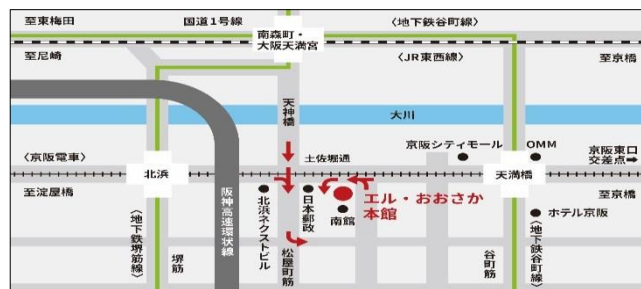 至東梅田
国道1号線
南森町・
大阪天満宮
〈地下鉄谷町線〉
至尼崎
〈JR東西線〉
至京橋
天神橋
大川
土佐堀通
京阪シティモール
OMM
京阪東口
交差点→
〈京阪電車〉
北浜
天満橋
至淀屋橋
阪神高速環状線
北浜ネクストビル
日本郵政
南館
エル・おおさか
本館
至京橋
ホテル京阪
〈地下鉄堺筋線〉
堺筋
松屋町筋
谷町筋
〈地下鉄谷町線〉